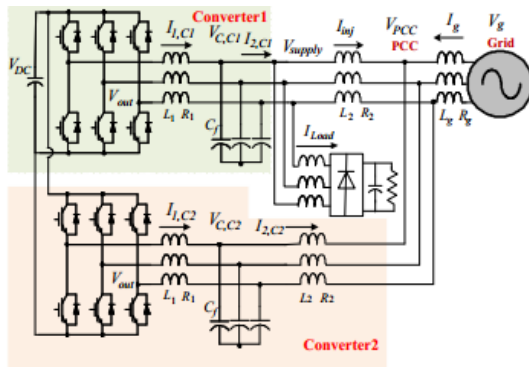 Converter1
I1,C1
VC,C1
I2,C1
Vsupply
Iinj
VPCC
PCC
Ig
Vg
Grid
VDC
Vout
L1 R1
Cf
L2 R2
Lg Rg
ILoad
I1,C2
VC,C2
I2,C2
Vout
L1 R1
Cf
L2 R2
Converter2